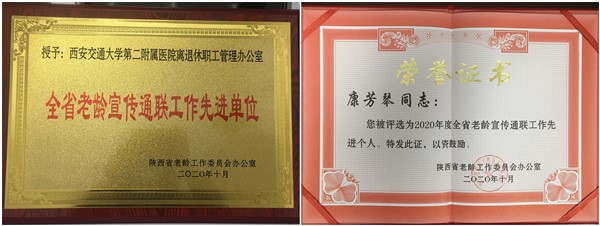 授予：西安交通大学第二附属医院离退休职工管理办公室
全省老龄宣传通联工作先进单位
陕西省老龄工作委员会办公室
二〇二〇年十月
荣誉证书
康芳琴同志：
您被评选为2020年度全省老龄宣传通联工作先
进个人。特发此证，以资鼓励。
陕西省老龄工作委员会办公室
二〇二〇年十月